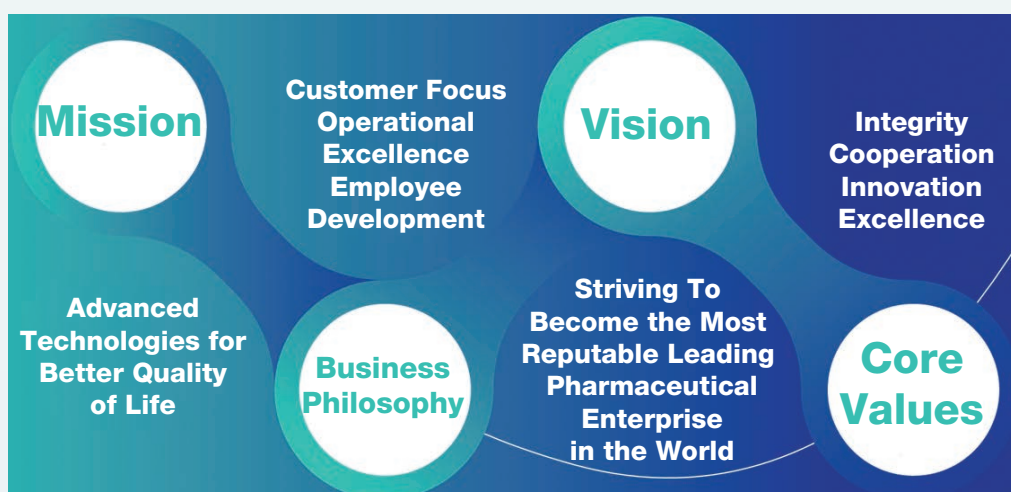 Mission
Advanced
Technologies for
Better Quality
of Life
Customer Focus
Operational
Excellence
Employee
Development
Business
Philosophy
Vision
Striving To
Become the Most
Reputable Leading
Pharmaceutical
Enterprise
in the World
Integrity
Cooperation
Innovation
Excellence
Core
Values